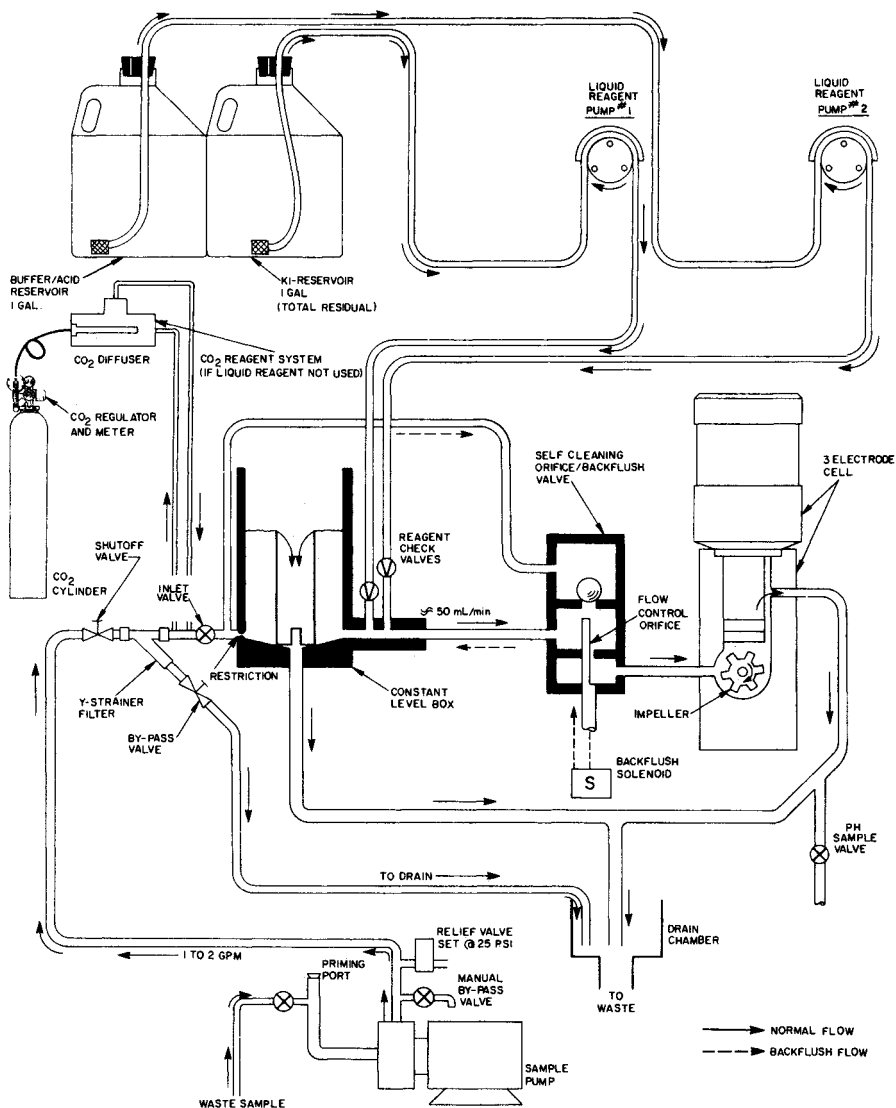 LIQUID
REAGENT
PUMP #1
LIQUID
REAGENT
PUMP #2
BUFFER/ACID
RESERVOIR
1 GAL.
KI-RESERVOIR
1 GAL
(TOTAL RESIDUAL)
CO2 DIFFUSER
CO2 REAGENT SYSTEM
(IF LIQUID REAGENT NOT USED)
CO2 REGULATOR
AND METER
SELF CLEANING
ORIFICE/BACKFLUSH
VALVE
3 ELECTRODE
CELL
SHUTOFF
VALVE
REAGENT
CHECK
VALVES
CO2
CYLINDER
INLET
VALVE
V
V
50 mL/min
FLOW
CONTROL
ORIFICE
RESTRICTION
CONSTANT
LEVEL BOX
Y-STRAINER
FILTER
BY-PASS
VALVE
IMPELLER
S
BACKFLUSH
SOLENOID
PH
SAMPLE
VALVE
TO DRAIN
DRAIN
CHAMBER
RELIEF VALVE
SET @ 25 PSI
1 TO 2 GPM
PRIMING
PORT
MANUAL
BY-PASS
VALVE
TO
WASTE
NORMAL FLOW
BACKFLUSH FLOW
SAMPLE
PUMP
WASTE SAMPLE